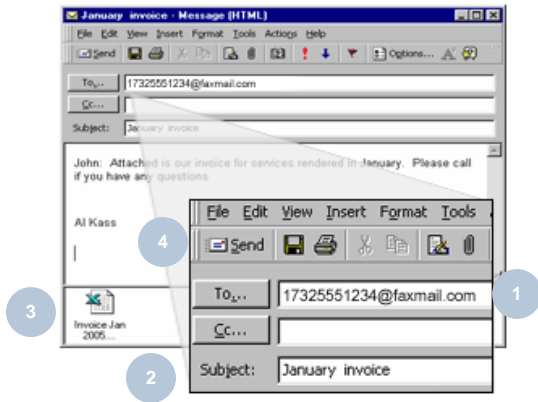 January invoice - Message (HTML)
File Edit View Insert Format Tools Actions Help
Send Options...
To... 17325551234@faxmail.com
Cc...
Subject: January invoice
John: Attached is our invoice for services rendered in January. Please call
if you have any questions
Al Kass
Invoice Jan
2005....
File Edit View Insert Format Tools
Send
To... 17325551234@faxmail.com
Cc...
Subject: January invoice
1
2
3
4